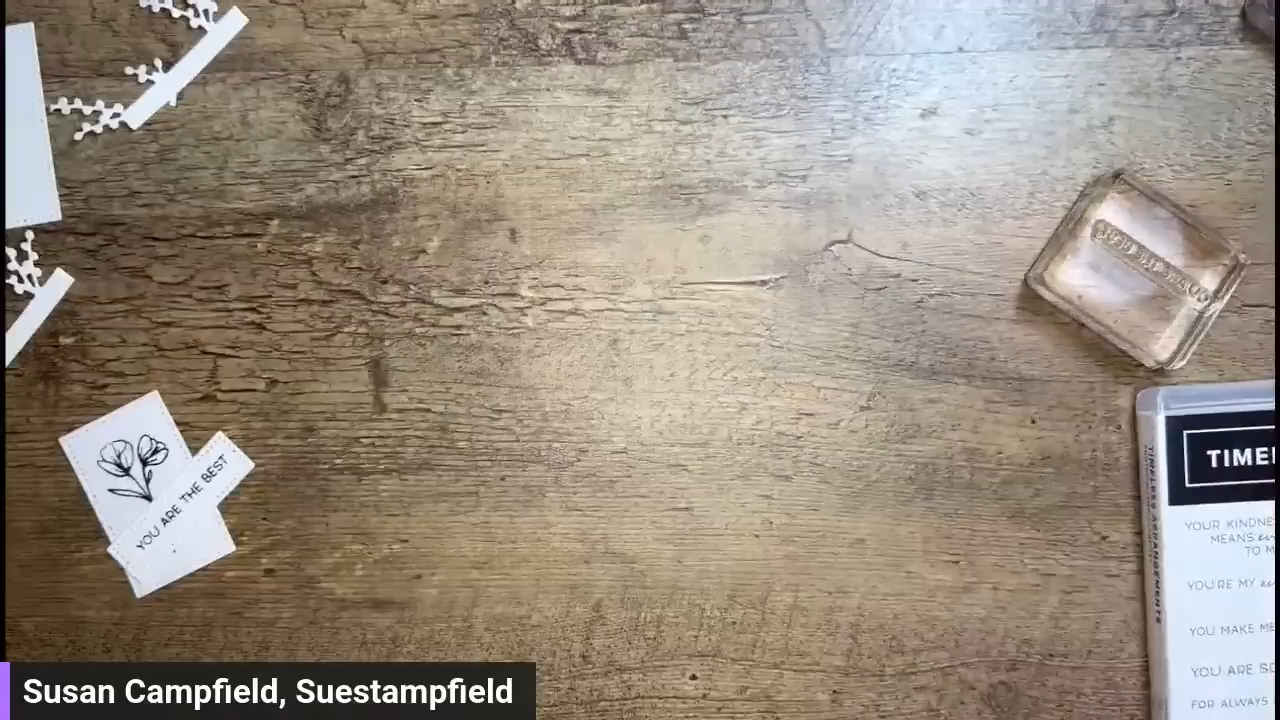 YOU ARE THE BEST
TIME
TIMELESS ARRANGEMENTS
YOUR KINDNE
MEANS
TO M
YOU'RE MY
YOU MAKE ME
YOU ARE SO
FOR ALWAYS
Susan Campfield, Suestampfield